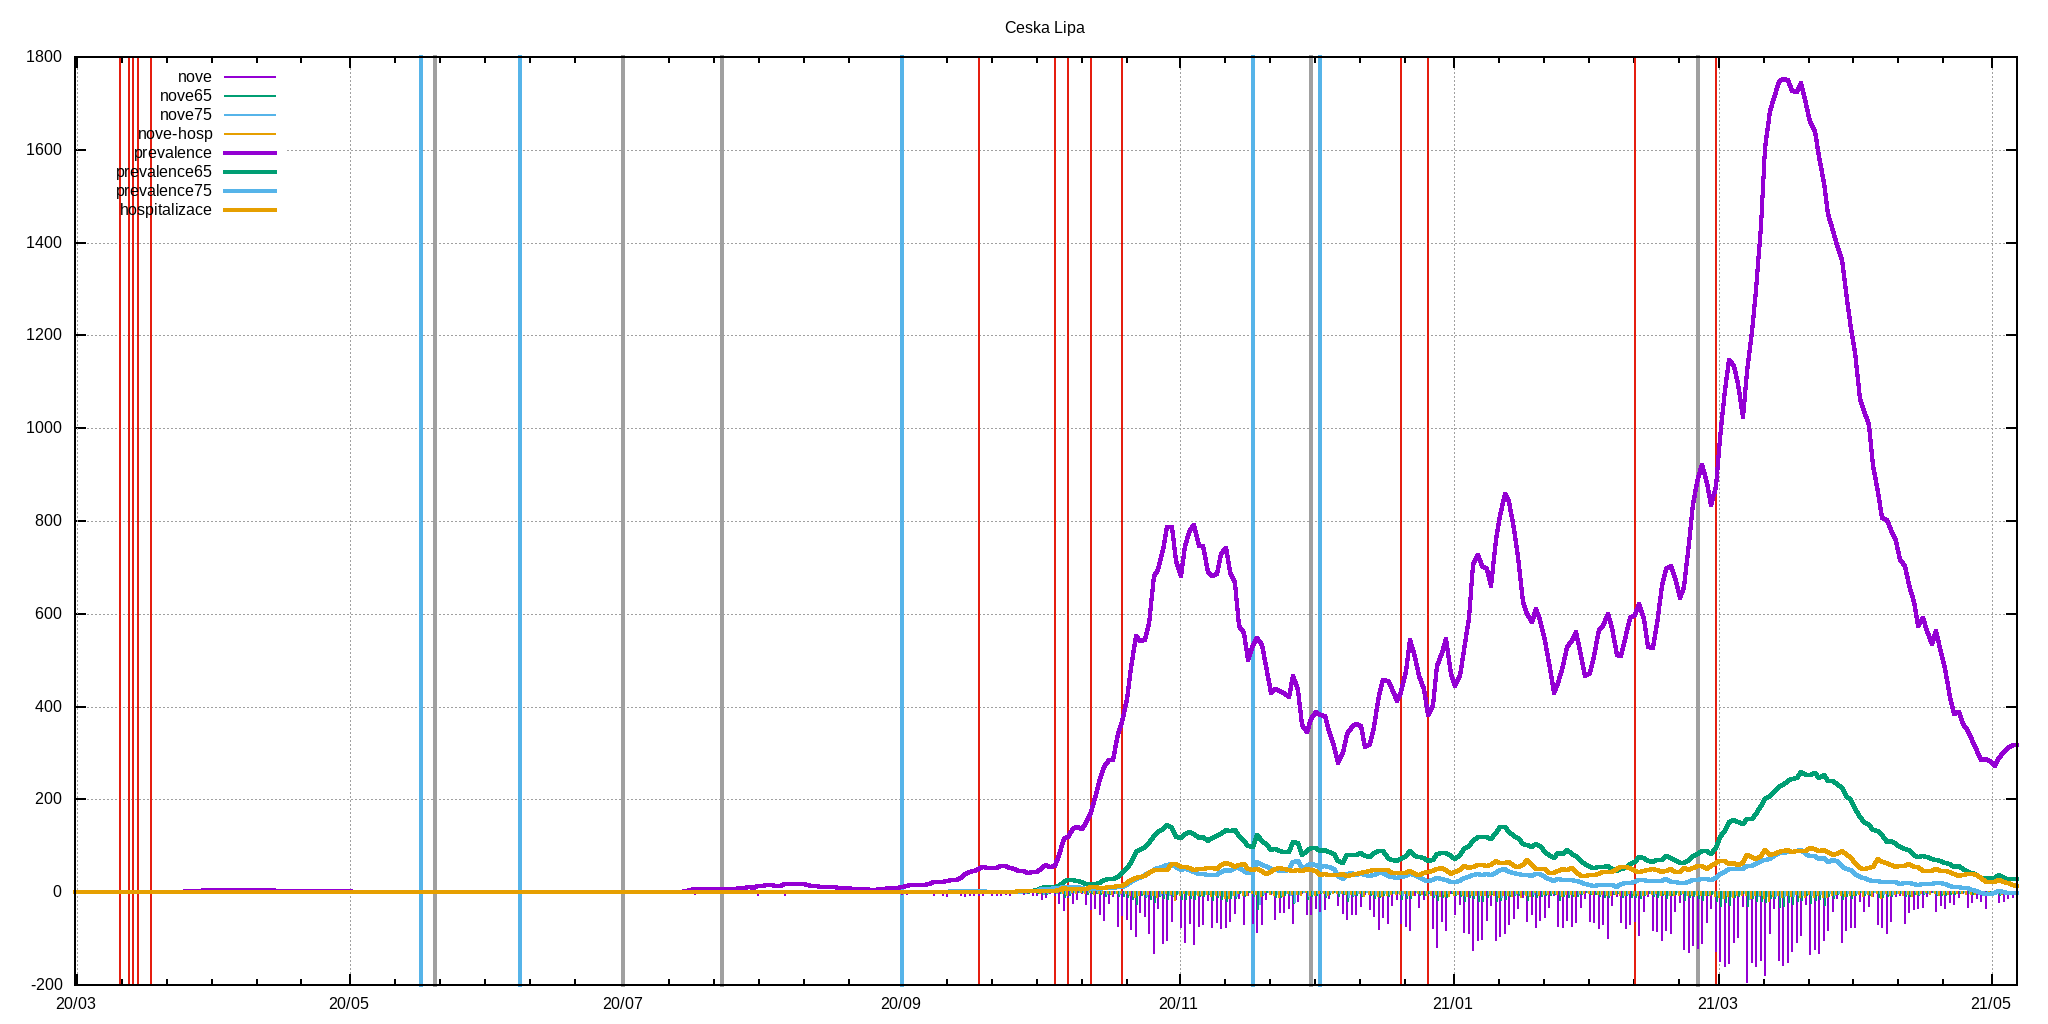 Ceska Lipa
1800
1600
1400
1200
1000
800
600
400
200
0
-200
nove
nove65
nove75
nove-hosp
prevalence
prevalence65
prevalence75
hospitalizace
20/03 20/05 20/07 20/09 20/11 21/01 21/03 21/05